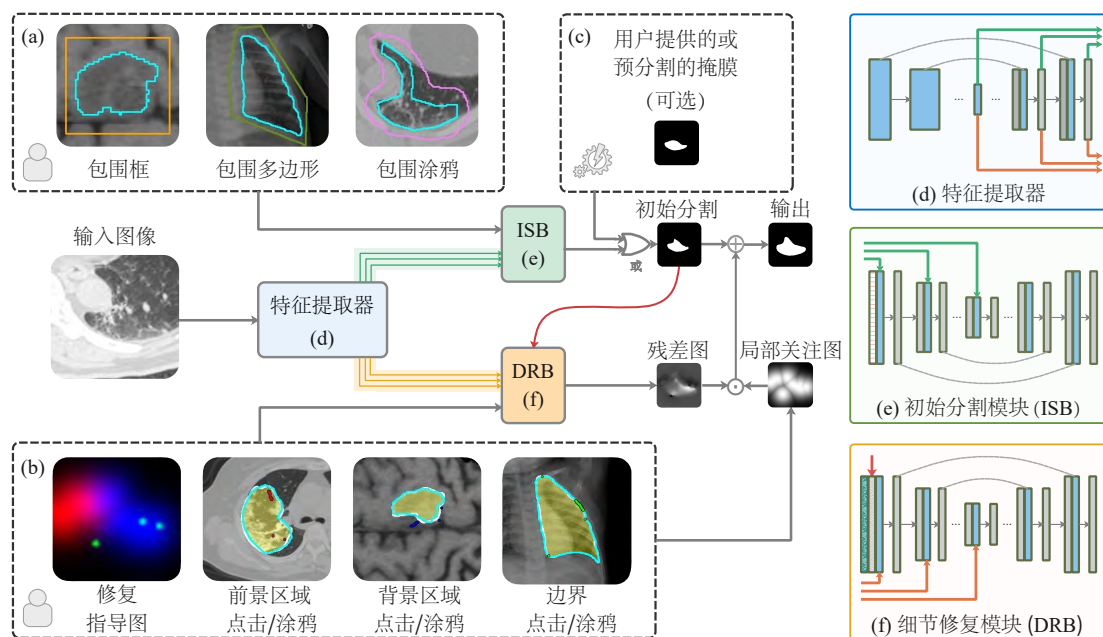 (a)
包围框
包围多边形
包围涂鸦
(c)
用户提供的或
预分割的掩膜
(可选)
...
...
(d) 特征提取器
输入图像
特征提取器
(d)
ISB
(e)
或
初始分割
输出
DRB
(f)
残差图
局部关注图
...
...
(e) 初始分割模块 (ISB)
(b)
修复
指导图
前景区域
点击/涂鸦
背景区域
点击/涂鸦
边界
点击/涂鸦
...
...
(f) 细节修复模块 (DRB)